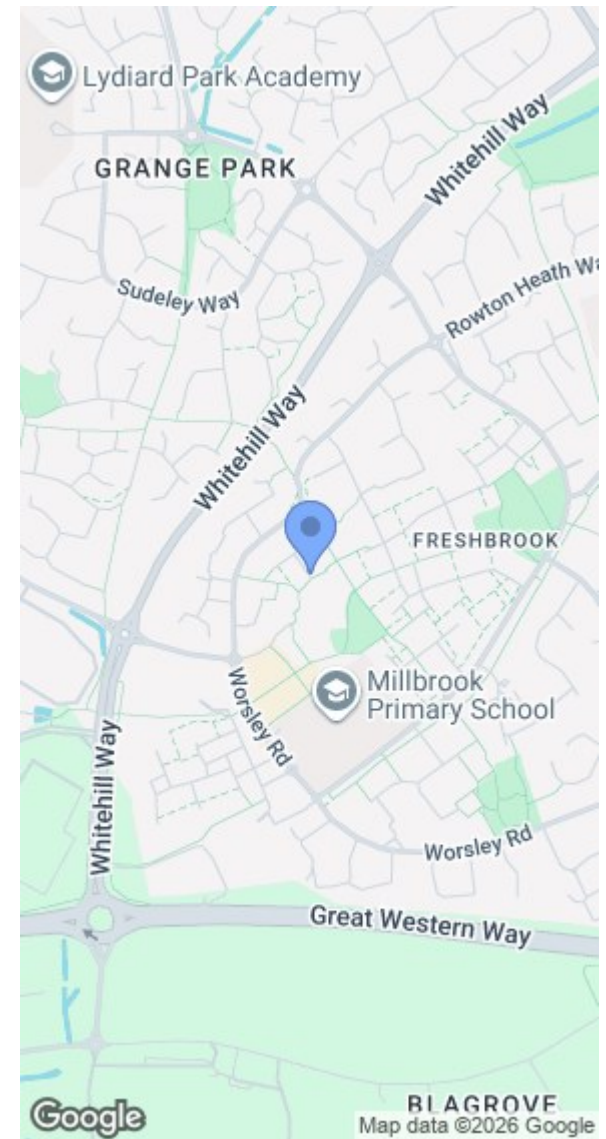 Lydiard Park Academy
GRANGE PARK
Whitehill Way
Sudeley Way
Rowton Heath Wa
Whitehill Way
FRESHBROOK
Millbrook
Primary School
Worsley Rd
Whitehill Way
Worsley Rd
Great Western Way
BLAGROVE
Google
Map data ©2026 Google